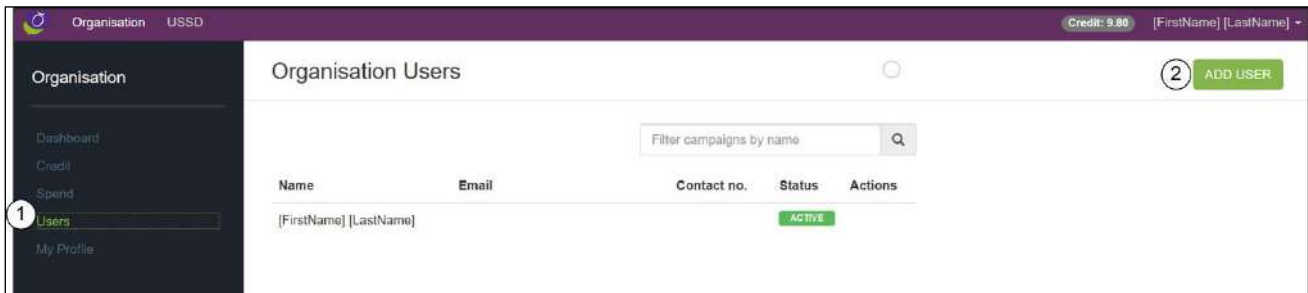 Organisation USSD Credit: 9.80 [FirstName] [LastName]
Organisation
Organisation Users
2 ADD USER
Dashboard
Filter campaigns by name
Credit
Name Email Contact no. Status Actions
Spend
1 Users
[FirstName] [LastName] ACTIVE
My Profile